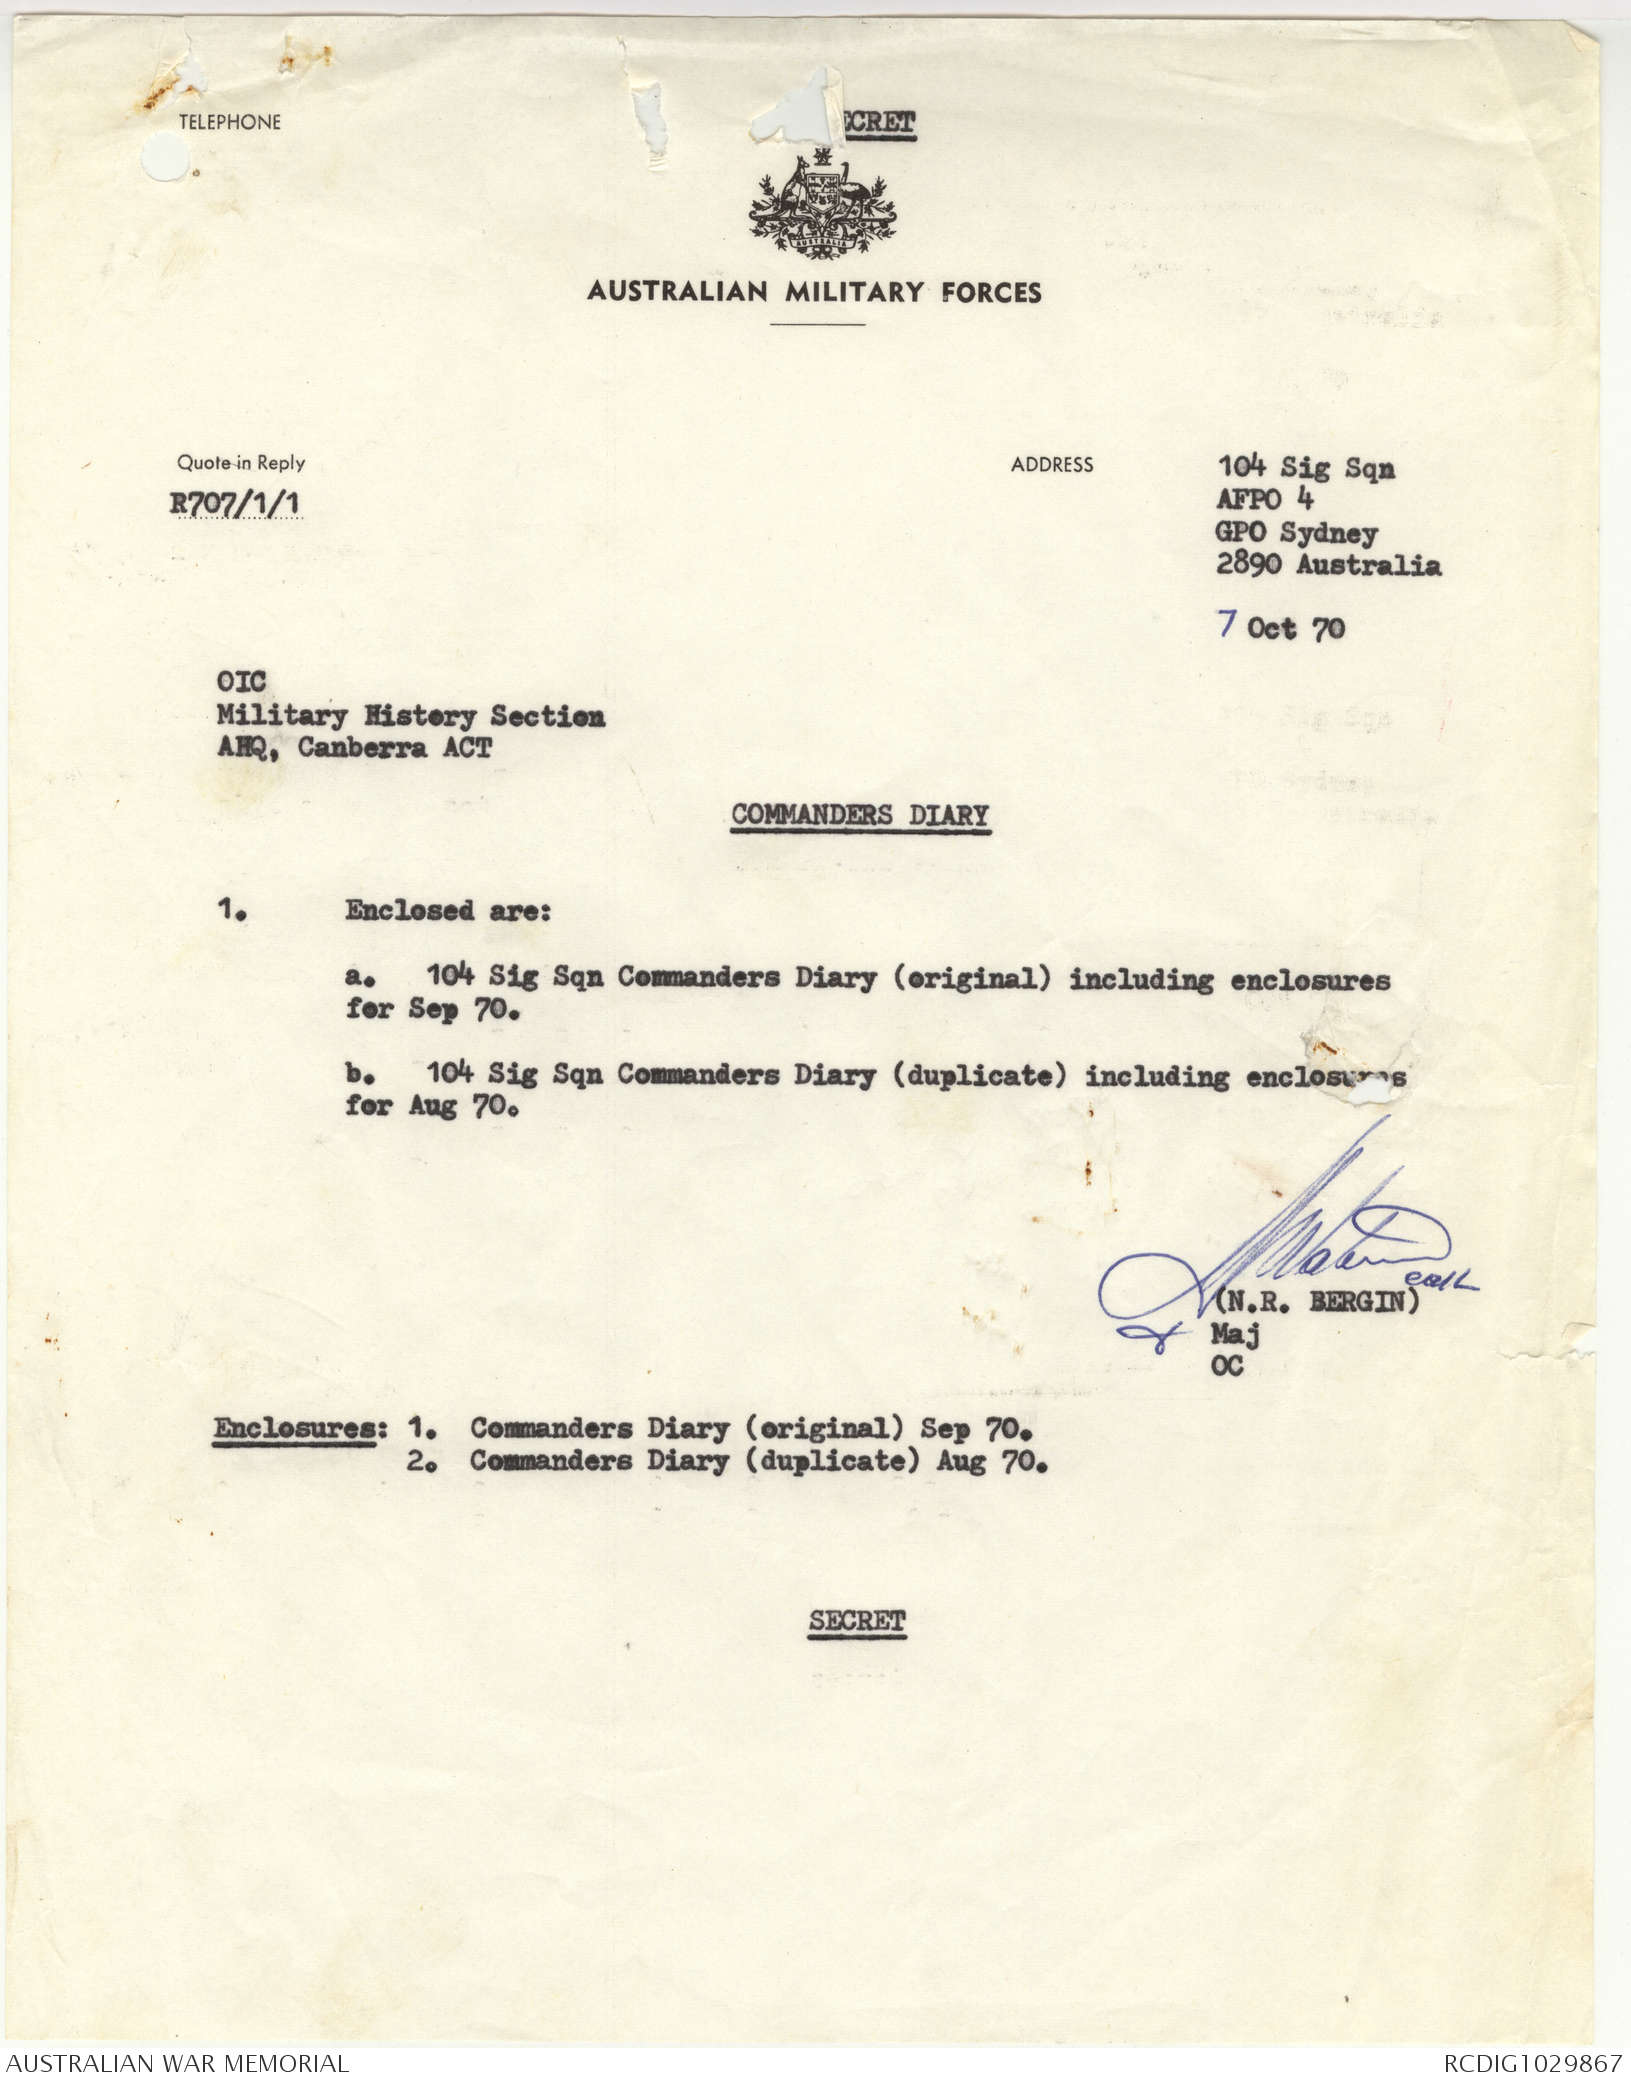 TELEPHONE
ECRET
AUSTRALIA
AUSTRALIAN MILITARY FORCES
Quote in Reply
R707/1/1
ADDRESS
104 Sig Sqn
AFPO 4
GPO Sydney
2890 Australia
7 Oct 70
OIC
Military History Section
AHQ, Canberra ACT
COMMANDERS DIARY
1. Enclosed are:
a. 104 Sig Sqn Commanders Diary (original) including enclosures
for Sep 70.
b. 104 Sig Sqn Commanders Diary (duplicate) including enclosures
for Aug 70.
(N.R. BERGIN)
Maj
OC
Enclosures: 1. Commanders Diary (original) Sep 70.
2. Commanders Diary (duplicate) Aug 70.
SECRET
AUSTRALIAN WAR MEMORIAL
RCDIG1029867